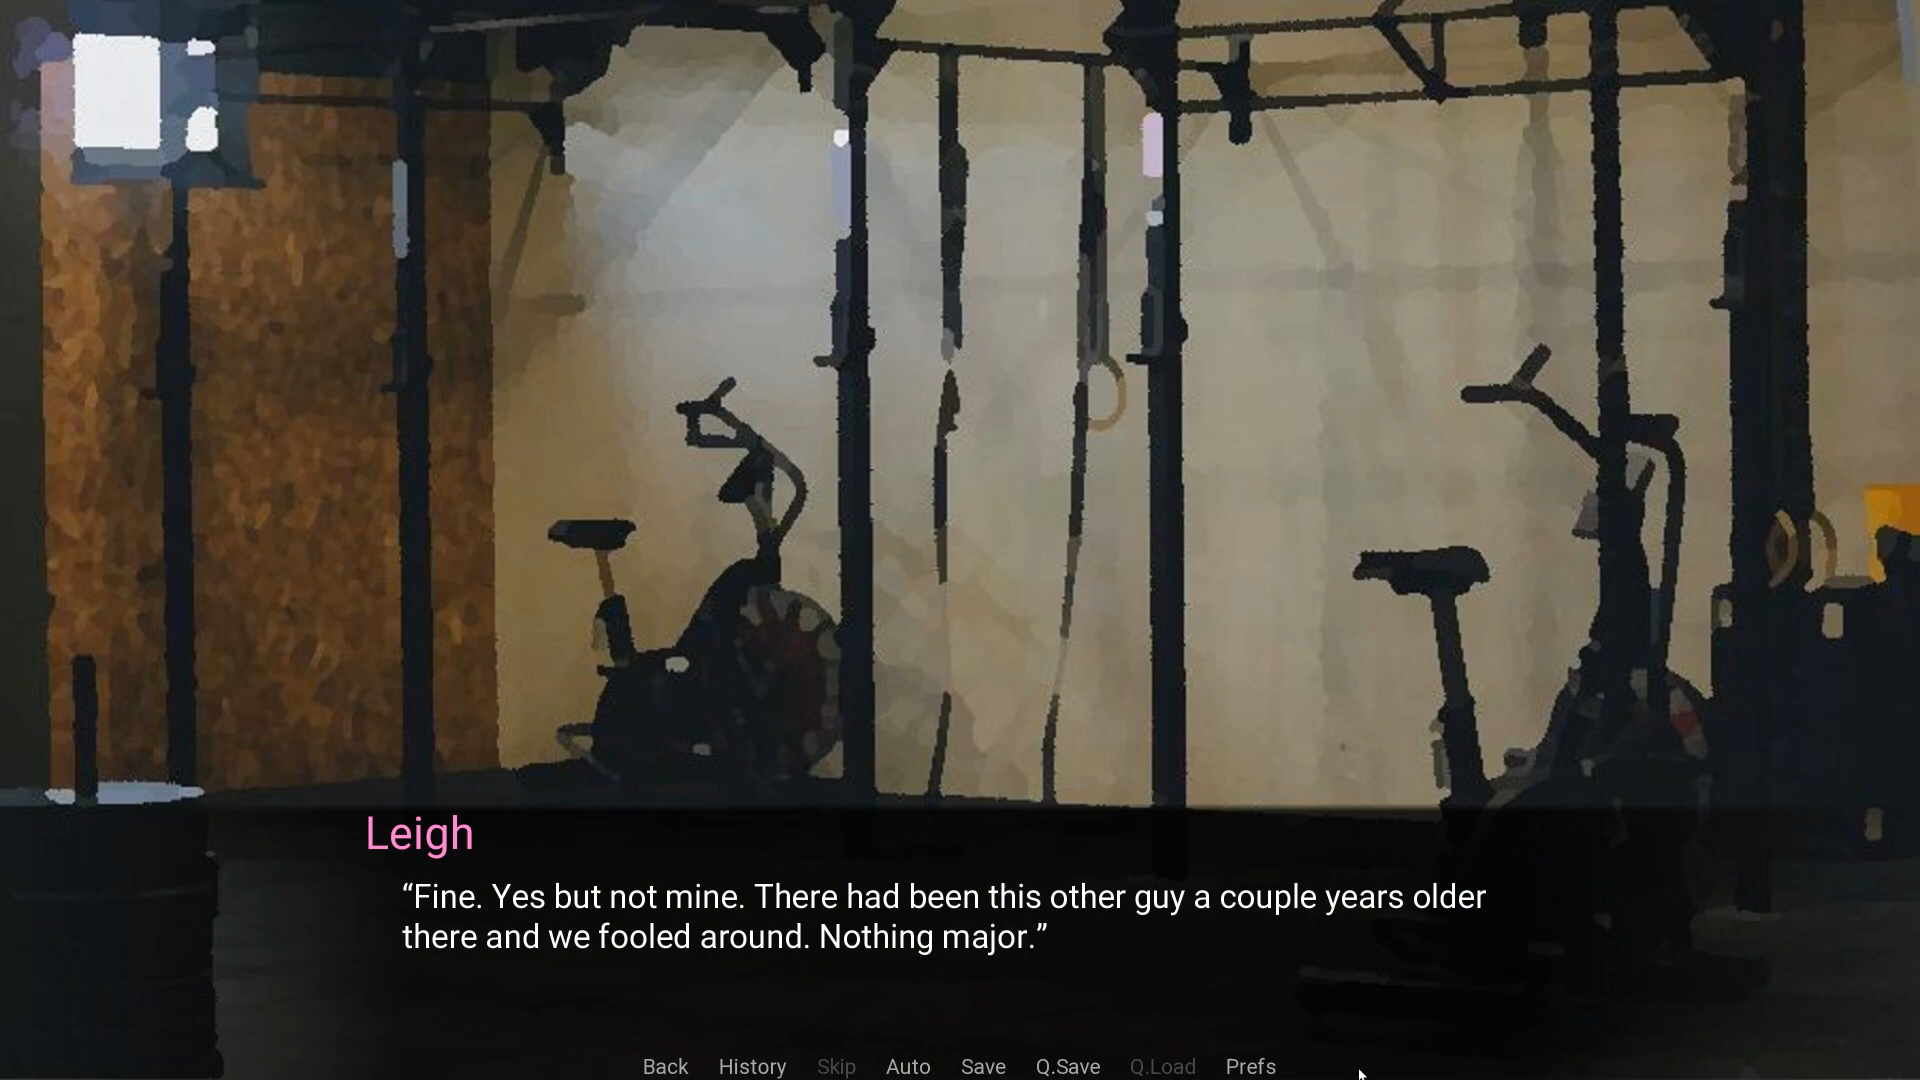 Leigh
“Fine. Yes but not mine. There had been this other guy a couple years older
there and we fooled around. Nothing major.”
Back History Skip Auto Save Q.Save Q.Load Prefs